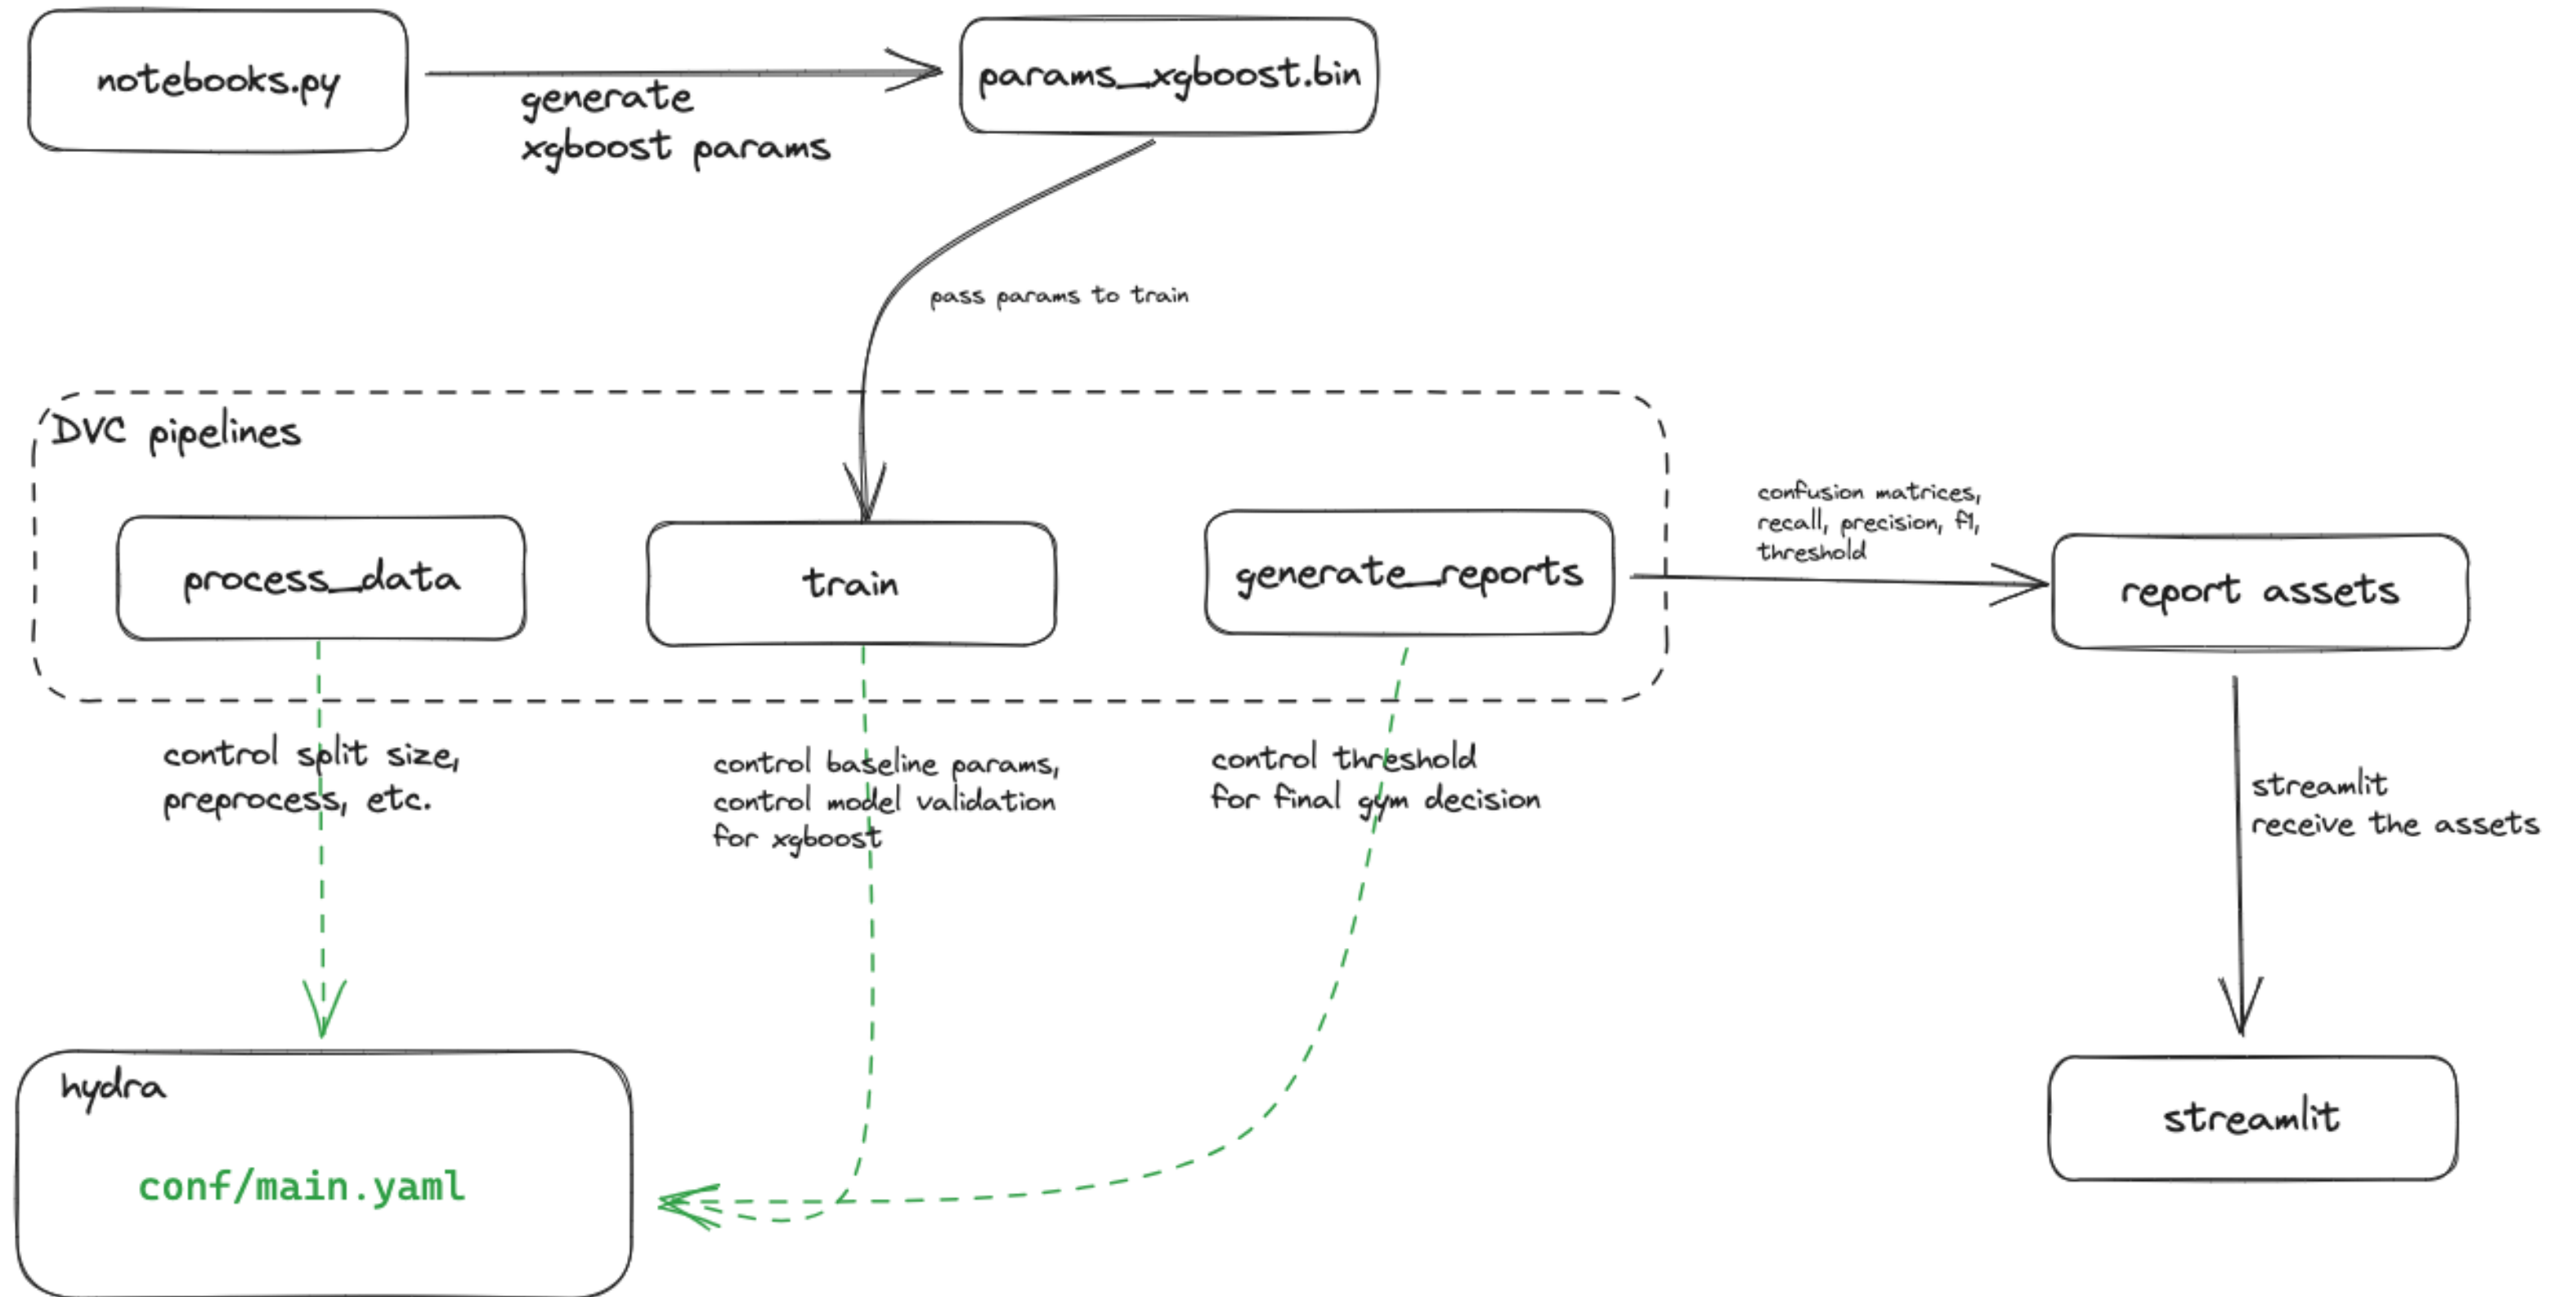 notebooks.py
generate
xgboost params
params_xgboost.bin
pass params to train
DVC pipelines
process_data
train
generate_reports
confusion matrices,
recall, precision, f1,
threshold
report assets
control split size,
preprocess, etc.
control baseline params,
control model validation
for xgboost
control threshold
for final gym decision
streamlit
receive the assets
hydra
conf/main.yaml
streamlit